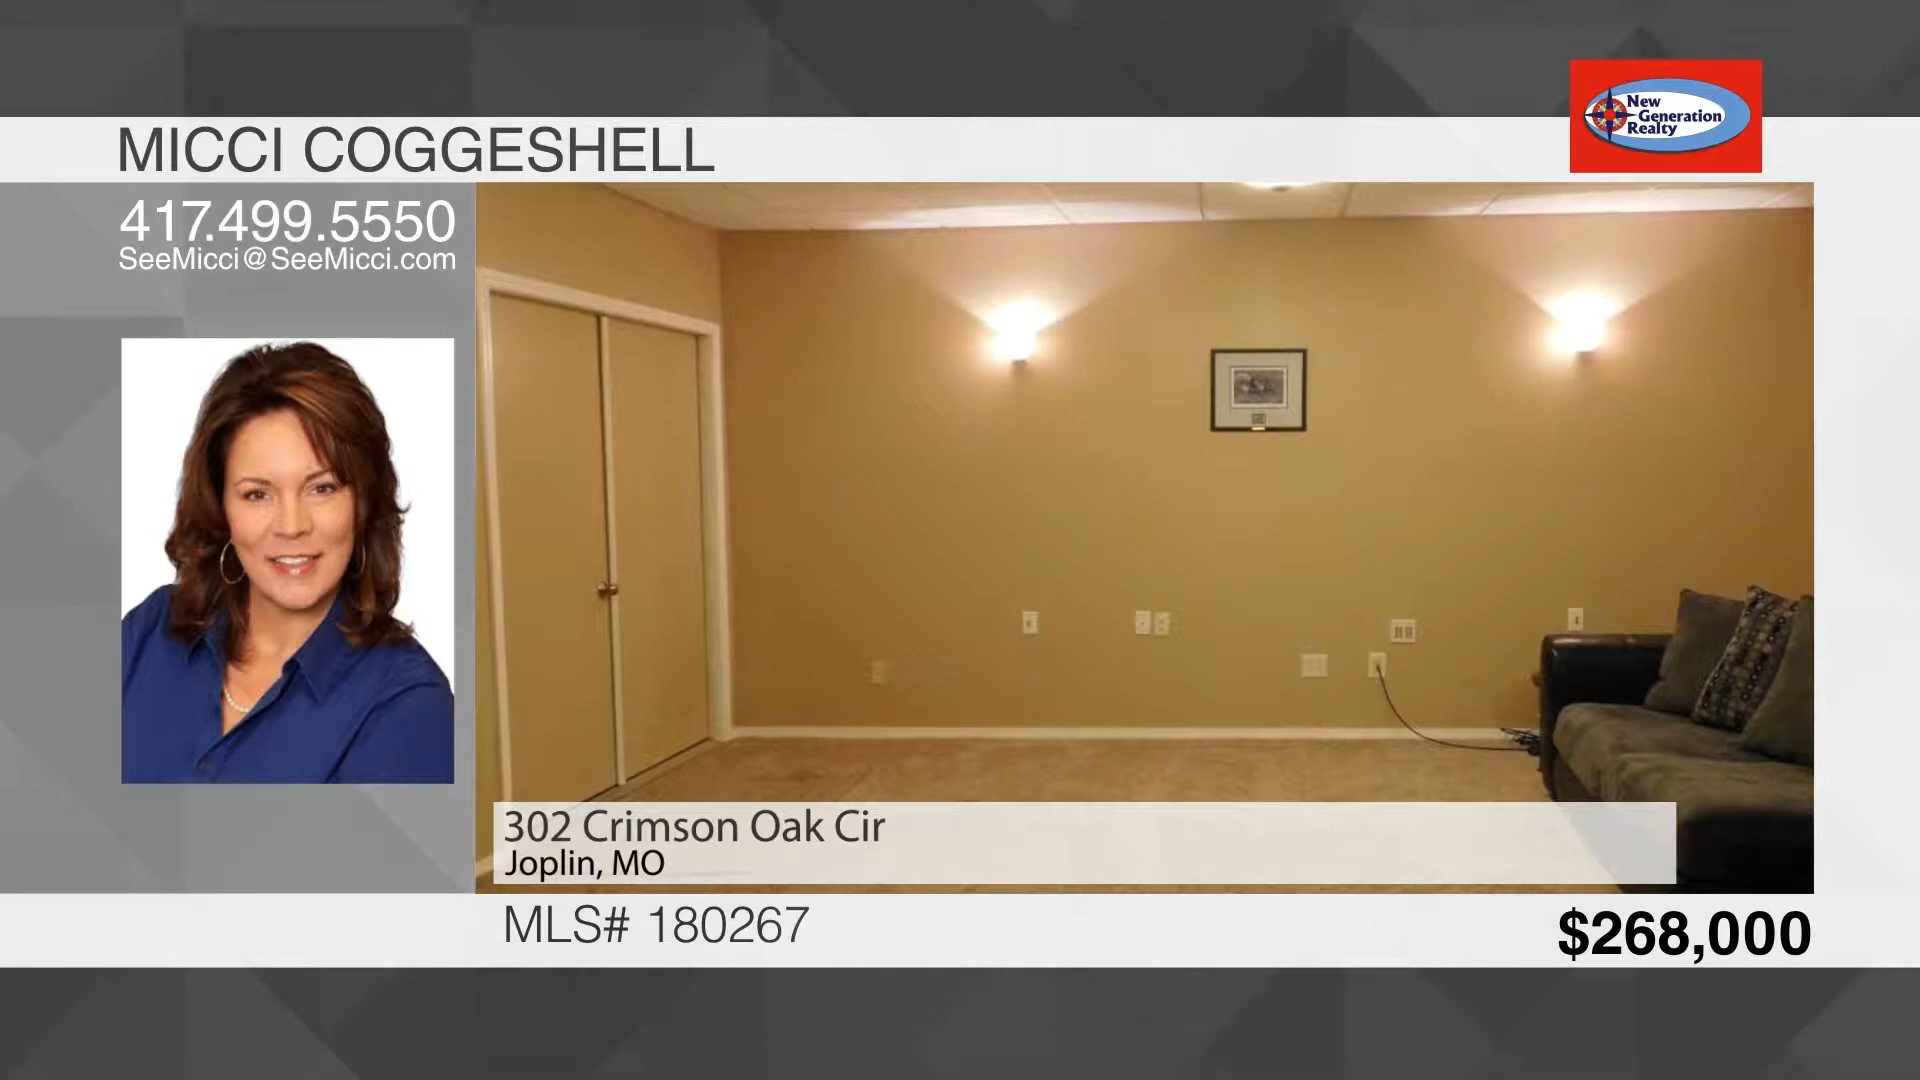 New
Generation
Realty
MICCI COGGESHELL
417.499.5550
SeeMicci@SeeMicci.com
302 Crimson Oak Cir
Joplin, MO
MLS# 180267
$268,000